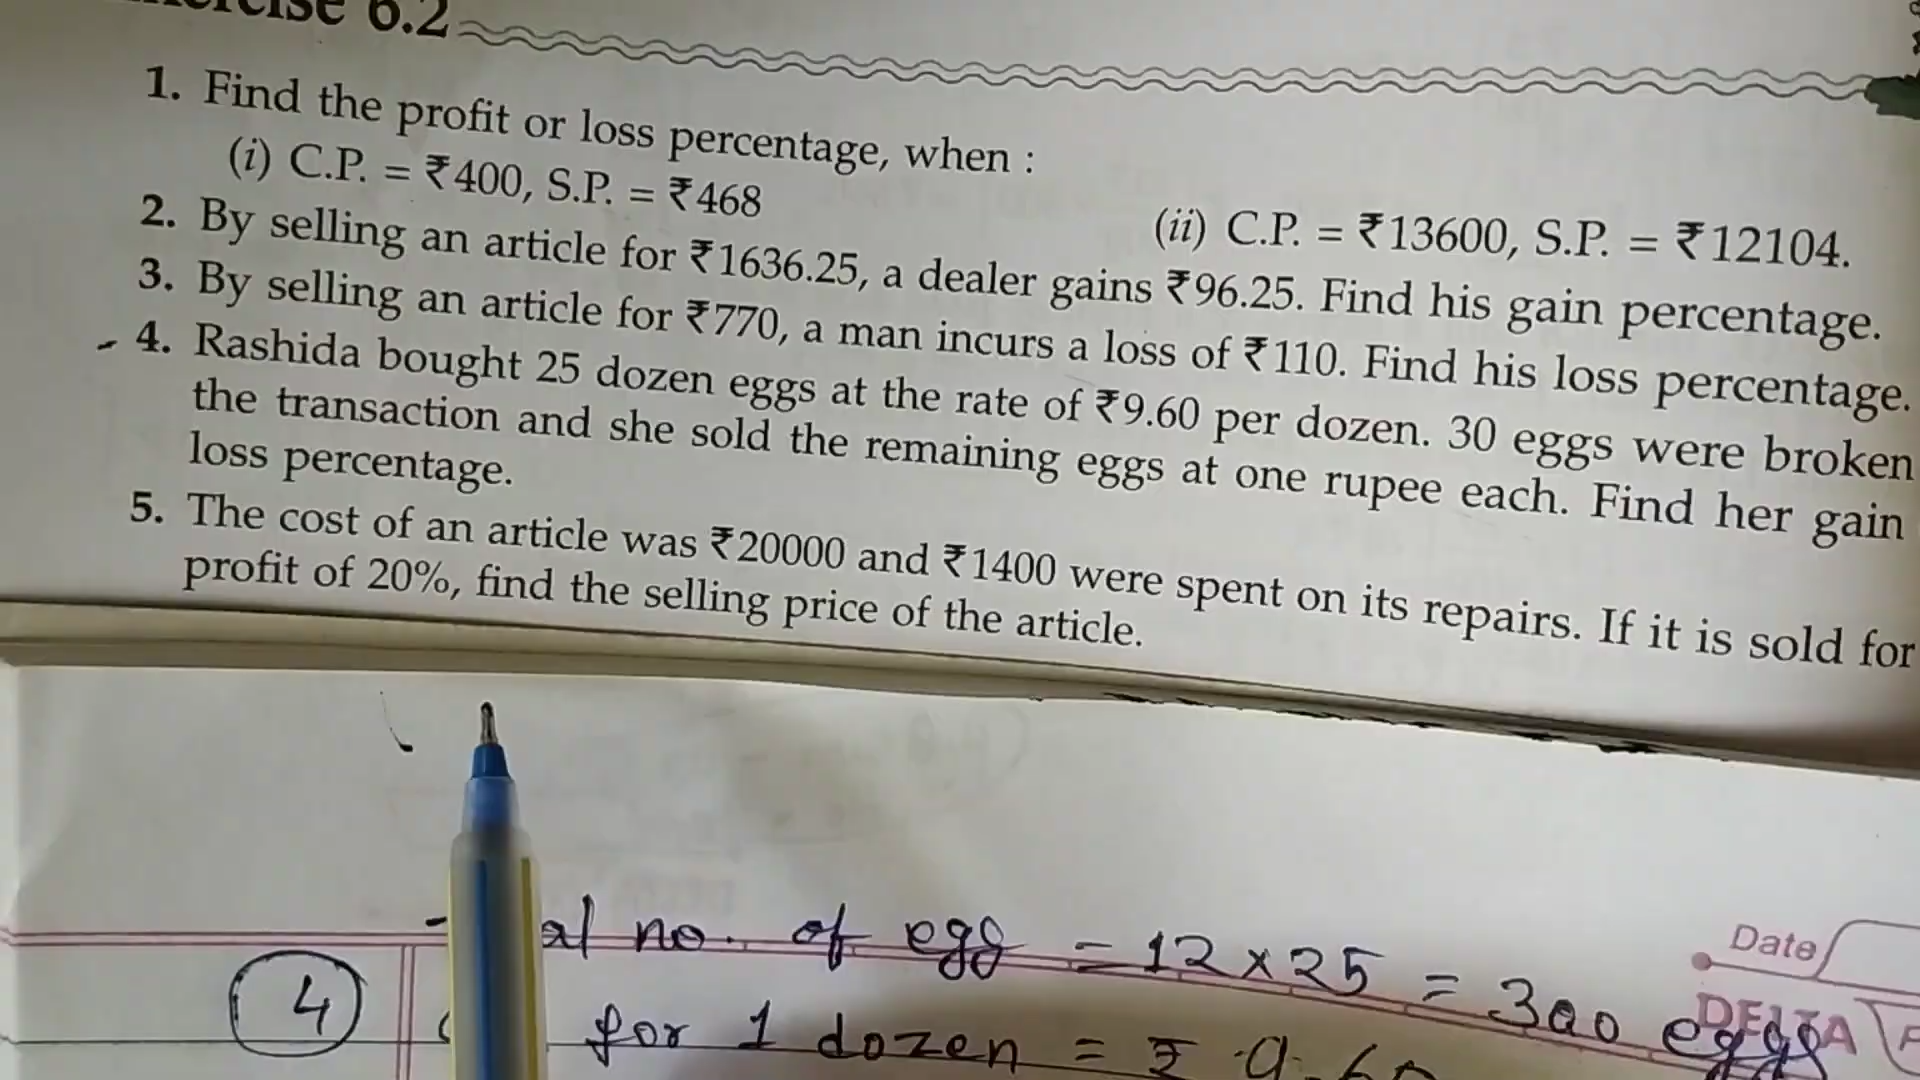 Exercise 6.2
1. Find the profit or loss percentage, when :
(i) C.P. = ₹400, S.P. = ₹468
(ii) C.P. = ₹13600, S.P. = ₹12104.
2. By selling an article for ₹1636.25, a dealer gains ₹96.25. Find his gain percentage.
3. By selling an article for ₹770, a man incurs a loss of ₹110. Find his loss percentage.
4. Rashida bought 25 dozen eggs at the rate of ₹9.60 per dozen. 30 eggs were broken
the transaction and she sold the remaining eggs at one rupee each. Find her gain
loss percentage.
5. The cost of an article was ₹20000 and ₹1400 were spent on its repairs. If it is sold for
profit of 20%, find the selling price of the article.
Date
DELTA
al no. of egg = 12 x 25 = 300 eggs
4
for 1 dozen = ₹ 9.60